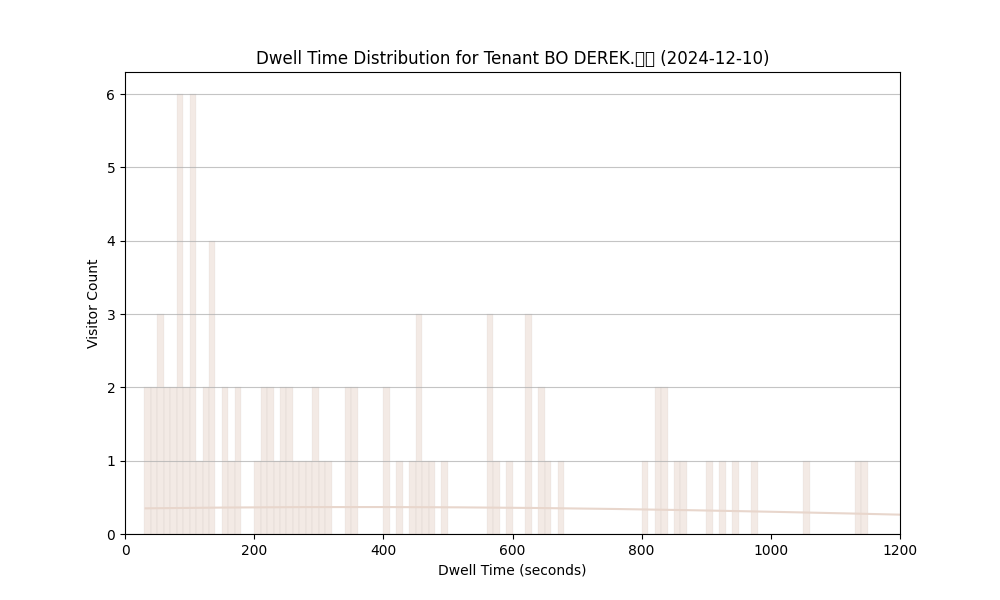 Dwell Time Distribution for Tenant BO DEREK. (2024-12-10)
6
5
4
3
2
1
0
Visitor Count
0 200 400 600 800 1000 1200
Dwell Time (seconds)